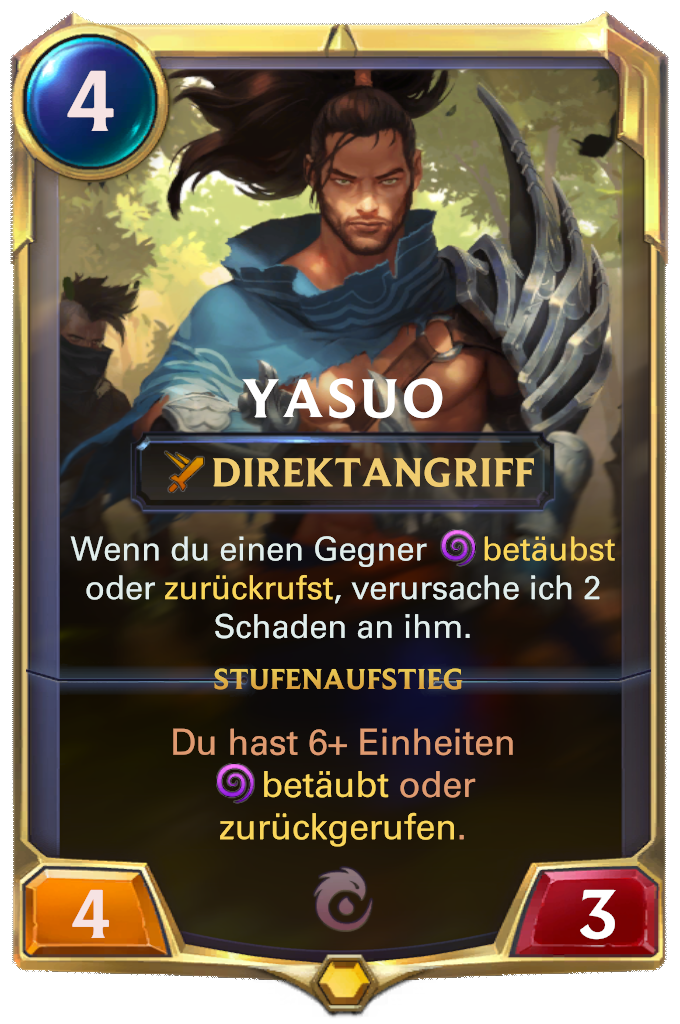 4
YASUO
DIREKTANGRIFF
Wenn du einen Gegner betäubst
oder zurückrufst, verursache ich 2
Schaden an ihm.
STUFENAUFSTIEG
Du hast 6+ Einheiten
betäubt oder
zurückgerufen.
4
3